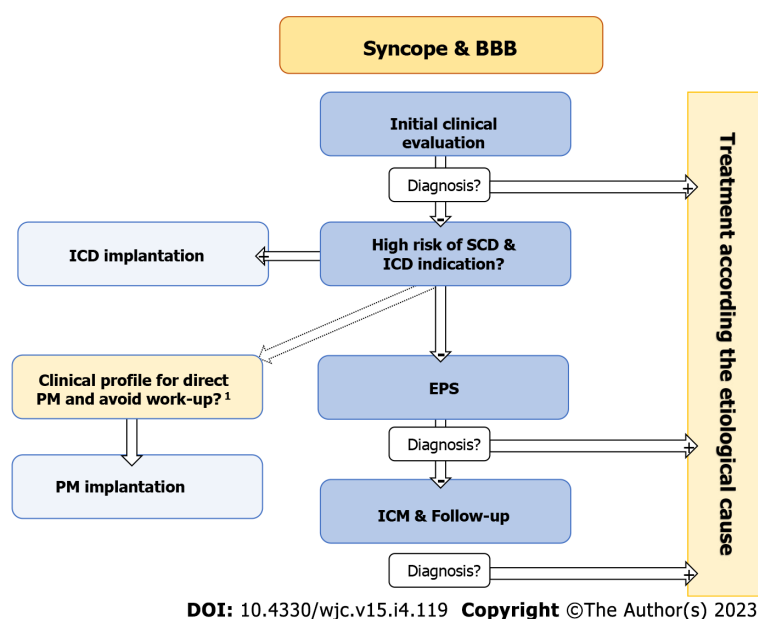 Syncope & BBB
Initial clinical
evaluation
Diagnosis?
+
-
High risk of SCD &
ICD indication?
+
ICD implantation
-
Clinical profile for direct
PM and avoid work-up? 1
PM implantation
EPS
Diagnosis?
+
-
ICM & Follow-up
Diagnosis?
+
Treatment according the etiological cause
DOI: 10.4330/wjc.v15.i4.119 Copyright ©The Author(s) 2023